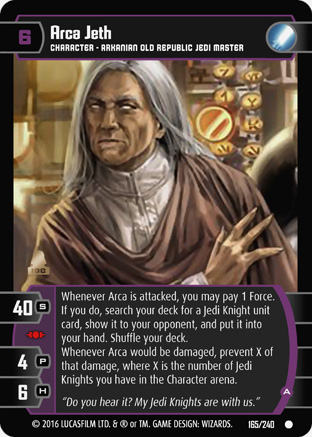 6
Arca Jeth
CHARACTER - ARKANIAN OLD REPUBLIC JEDI MASTER
40 S
4 P
6 H
Whenever Arca is attacked, you may pay 1 Force.
If you do, search your deck for a Jedi Knight unit
card, show it to your opponent, and put it into
your hand. Shuffle your deck.
Whenever Arca would be damaged, prevent X of
that damage, where X is the number of Jedi
Knights you have in the Character arena.
A
“Do you hear it? My Jedi Knights are with us.”
© 2016 LUCASFILM LTD. & ® or TM. GAME DESIGN: WIZARDS.
165/240